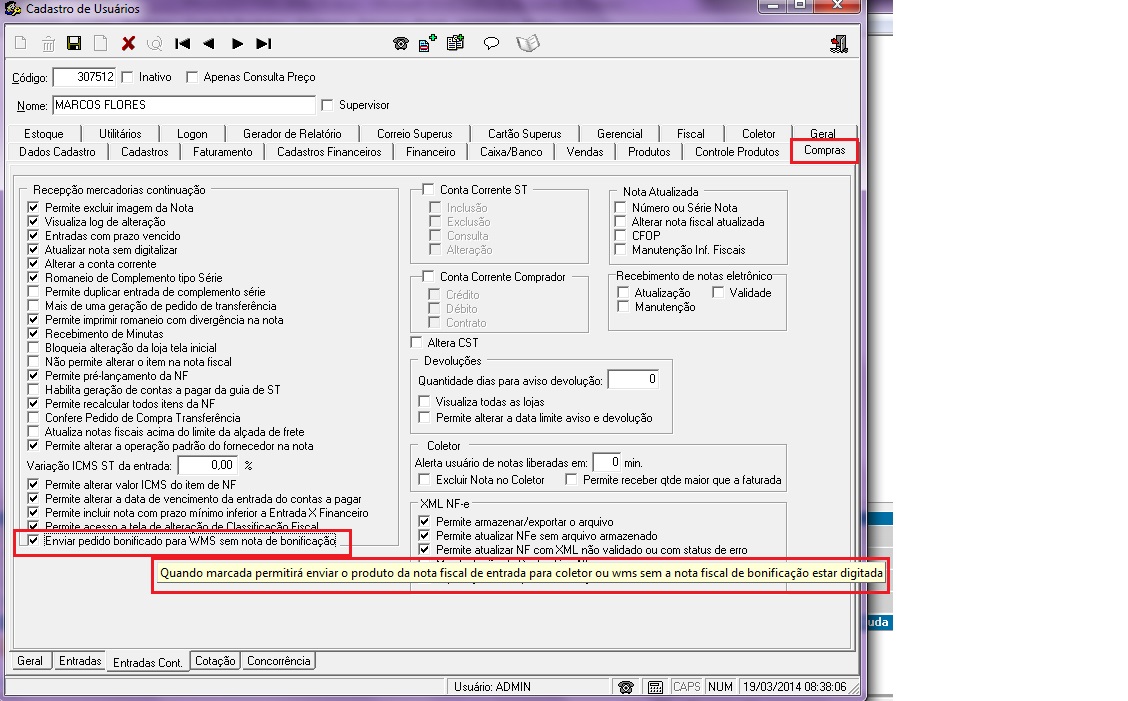 Cadastro de Usuários
Código: 307512 Inativo Apenas Consulta Preço
Nome: MARCOS FLORES Supervisor
Estoque Utilitários Logon Gerador de Relatório Correio Superus Cartão Superus Gerencial Fiscal Coletor Geral
Dados Cadastro Cadastros Faturamento Cadastros Financeiros Financeiro Caixa/Banco Vendas Produtos Controle Produtos Compras
Recepção mercadorias continuação
Permite excluir imagem da Nota
Visualiza log de alteração
Entradas com prazo vencido
Atualizar nota sem digitalizar
Alterar a conta corrente
Romaneio de Complemento tipo Série
Permite duplicar entrada de complemento série
Mais de uma geração de pedido de transferência
Permite imprimir romaneio com divergência na nota
Recebimento de Minutas
Bloqueia alteração da loja tela inicial
Não permite alterar o item na nota fiscal
Permite pré-lançamento da NF
Habilita geração de contas a pagar da guia de ST
Permite recalcular todos itens da NF
Confere Pedido de Compra Transferência
Atualiza notas fiscais acima do limite da alçada de frete
Permite alterar a operação padrão do fornecedor na nota
Variação ICMS ST da entrada: 0,00 %
Permite alterar valor ICMS do item de NF
Permite alterar a data de vencimento da entrada do contas a pagar
Permite incluir nota com prazo mínimo inferior a Entrada X Financeiro
Permite acesso a tela de alteração de Classificação Fiscal
Enviar pedido bonificado para WMS sem nota de bonificação
Conta Corrente ST
Inclusão
Exclusão
Consulta
Alteração
Conta Corrente Comprador
Crédito
Débito
Contrato
Altera CST
Nota Atualizada
Número ou Série Nota
Alterar nota fiscal atualizada
CFOP
Manutenção Inf. Fiscais
Recebimento de notas eletrônico
Atualização Validade
Manutenção
Devoluções
Quantidade dias para aviso devolução: 0
Visualiza todas as lojas
Permite alterar a data limite aviso e devolução
Coletor
Alerta usuário de notas liberadas em: 0 min.
Excluir Nota no Coletor Permite receber qtde maior que a faturada
XML NF-e
Permite armazenar/exportar o arquivo
Permite atualizar NFe sem arquivo armazenado
Permite atualizar NF com XML não validado ou com status de erro
Quando marcada permitirá enviar o produto da nota fiscal de entrada para coletor ou wms sem a nota fiscal de bonificação estar digitada
uda
Geral Entradas Entradas Cont. Cotação Concorrência
Usuário: ADMIN CAPS NUM 19/03/2014 08:38:06